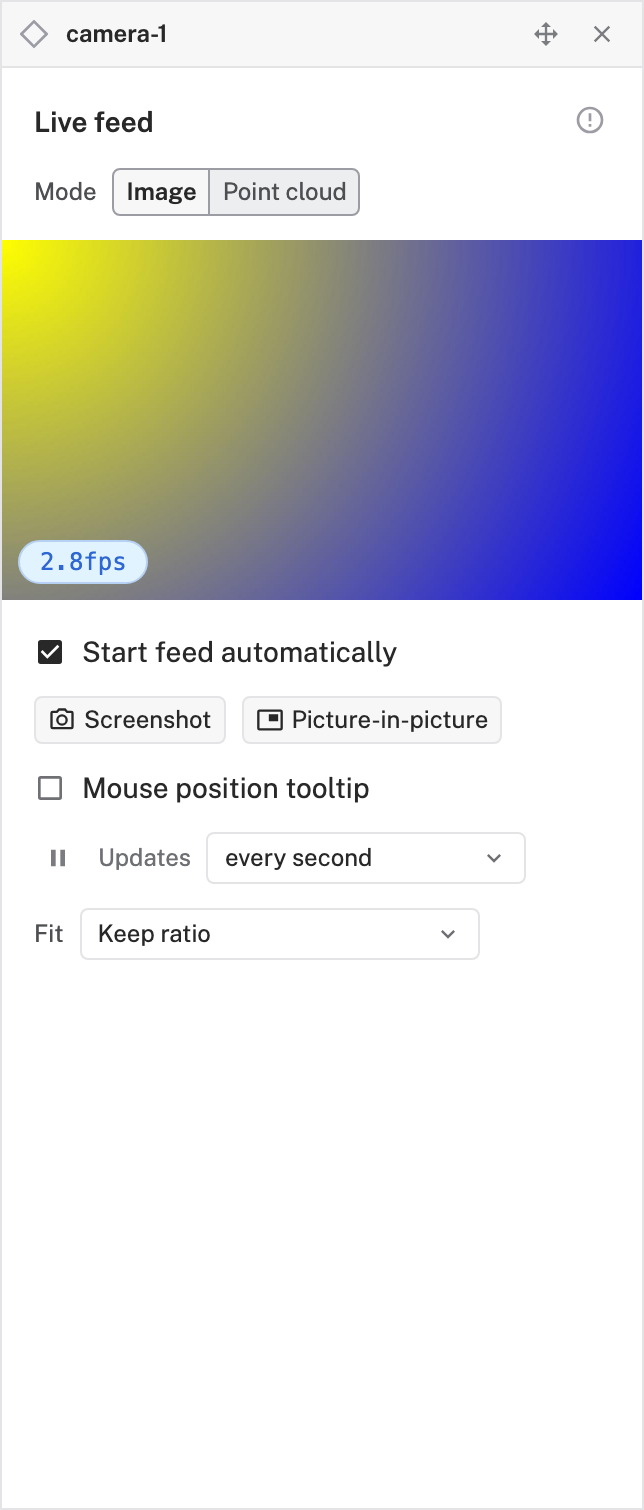 camera-1
Live feed
Mode Image Point cloud
2.8fps
Start feed automatically
Screenshot Picture-in-picture
Mouse position tooltip
Updates every second
Fit Keep ratio